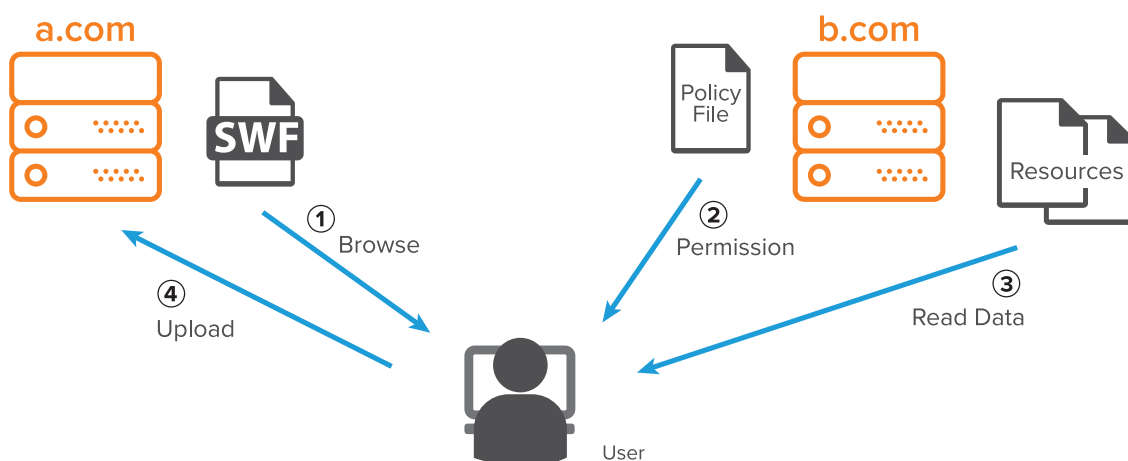 a.com
b.com
SWF
Policy
File
Resources
① Browse
② Permission
③ Read Data
④ Upload
User